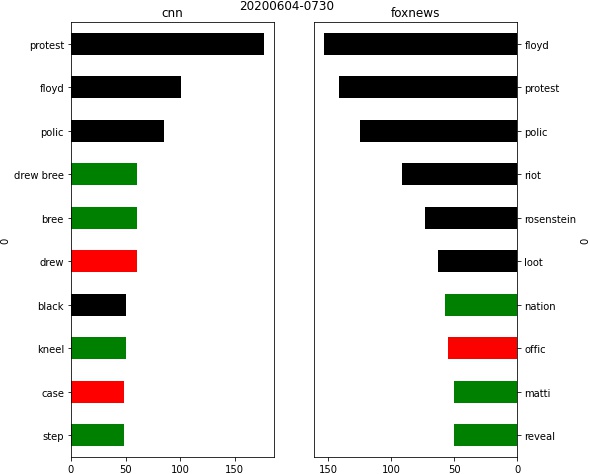 20200604-0730
cnn
foxnews
protest
floyd
polic
drew bree
bree
drew
black
kneel
case
step
0
0 50 100 150
floyd
protest
polic
riot
rosenstein
loot
nation
offic
matti
reveal
0
150 100 50 0